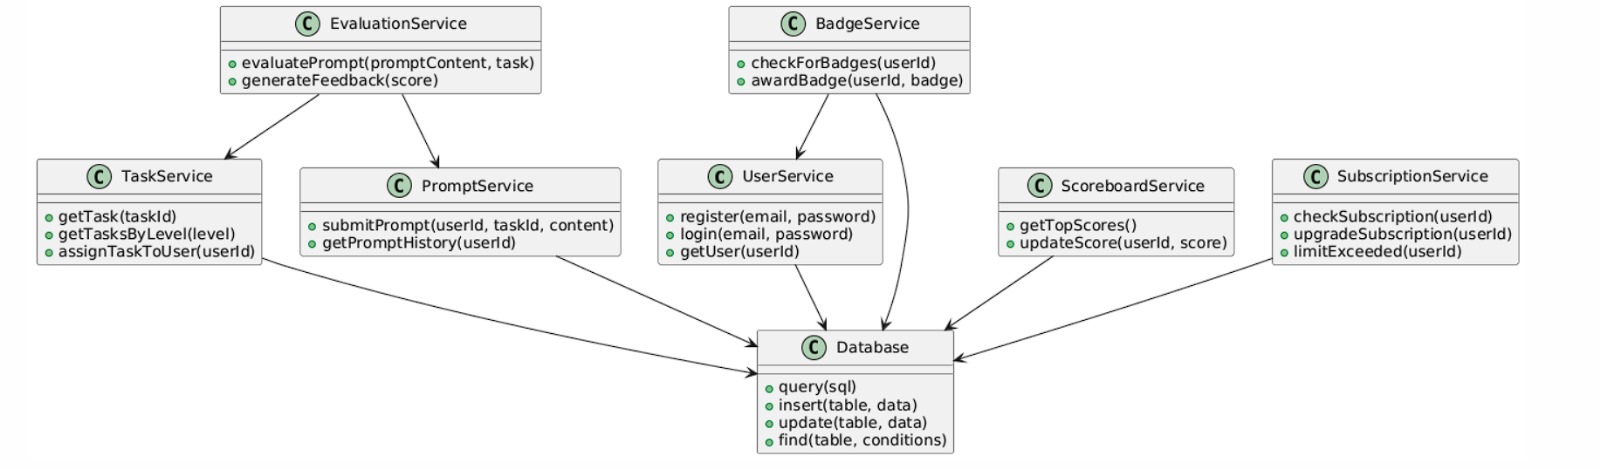 C EvaluationService
evaluatePrompt(promptContent, task)
generateFeedback(score)
C BadgeService
checkForBadges(userId)
awardBadge(userId, badge)
C TaskService
getTask(taskId)
getTasksByLevel(level)
assignTaskToUser(userId)
C PromptService
submitPrompt(userId, taskId, content)
getPromptHistory(userId)
C UserService
register(email, password)
login(email, password)
getUser(userId)
C ScoreboardService
getTopScores()
updateScore(userId, score)
C SubscriptionService
checkSubscription(userId)
upgradeSubscription(userId)
limitExceeded(userId)
C Database
query(sql)
insert(table, data)
update(table, data)
find(table, conditions)